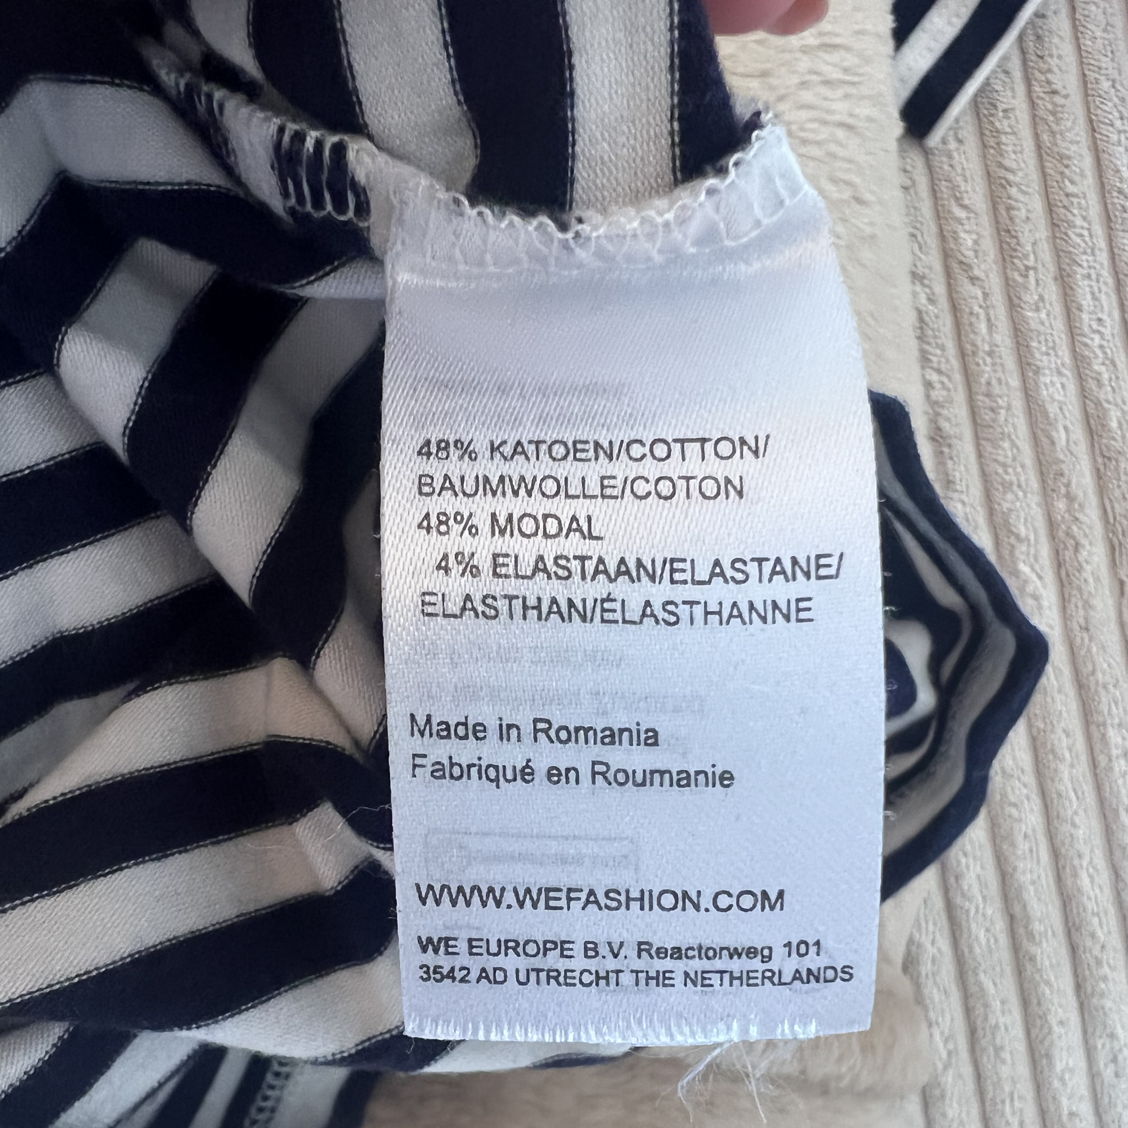 48% KATOEN/COTTON/
BAUMWOLLE/COTON
48% MODAL
4% ELASTAAN/ELASTANE/
ELASTHAN/ÉLASTHANNE
Made in Romania
Fabriqué en Roumanie
WWW.WEFASHION.COM
WE EUROPE B.V. Reactorweg 101
3542 AD UTRECHT THE NETHERLANDS